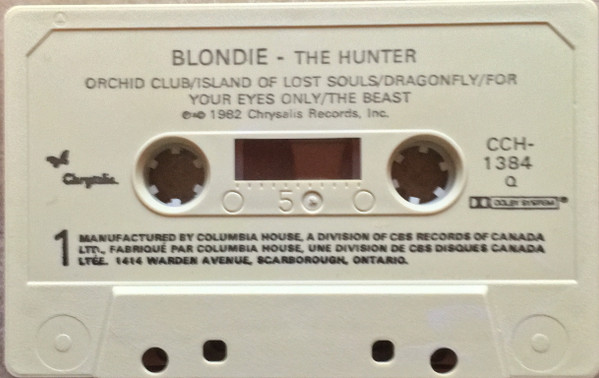 BLONDIE - THE HUNTER
ORCHID CLUB/ISLAND OF LOST SOULS/DRAGONFLY/FOR
YOUR EYES ONLY/THE BEAST
℗©1982 Chrysalis Records, Inc.
Chrysalis.
CCH-
1384
Q
50
DOLBY SYSTEM®
1 MANUFACTURED BY COLUMBIA HOUSE, A DIVISION OF CBS RECORDS OF CANADA
LTD., FABRIQUÉ PAR COLUMBIA HOUSE, UNE DIVISION DE CBS DISQUES CANADA
LTÉE. 1414 WARDEN AVENUE, SCARBOROUGH, ONTARIO.